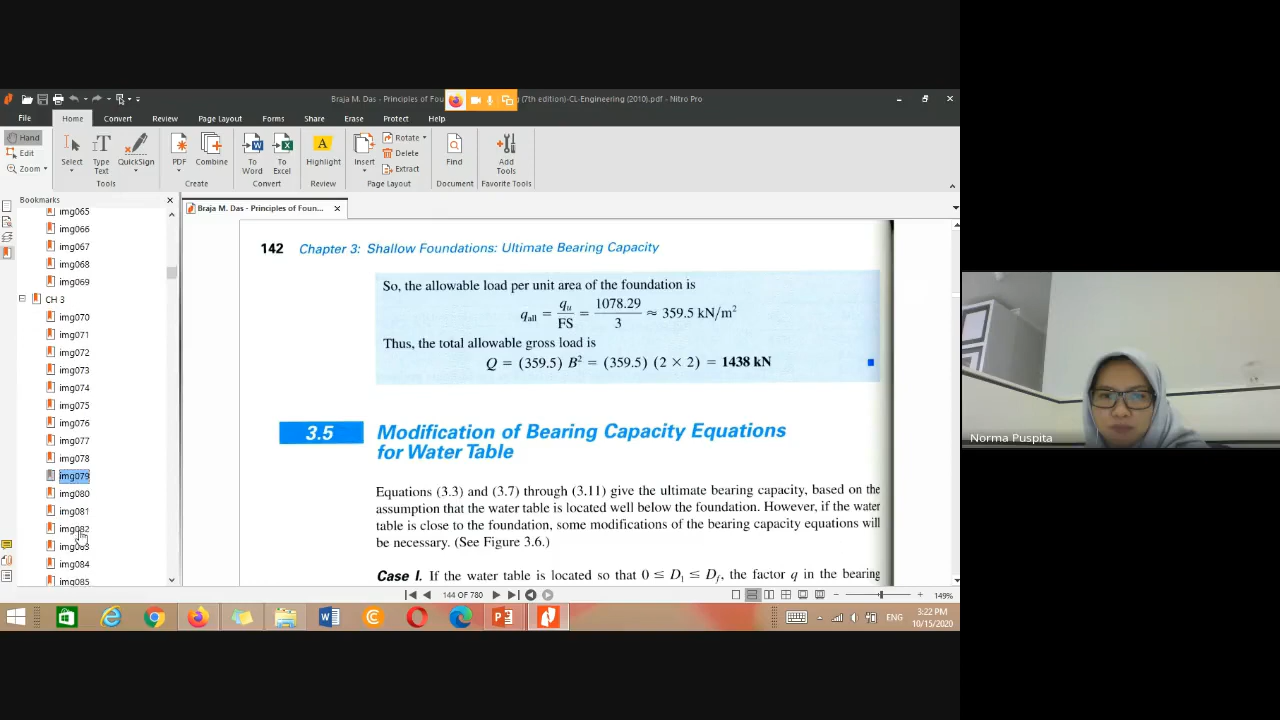 Braja M. Das - Principles of Fou
(7th edition)-CL-Engineering (2010).pdf - Nitro Pro
File
Home
Convert
Review
Page Layout
Forms
Share
Erase
Protect
Help
Hand
Edit
Zoom
Select
Type Text
QuickSign
Tools
PDF
Combine
Create
To Word
To Excel
Convert
A
Highlight
Review
Insert
Rotate
Delete
Extract
Page Layout
Find
Document
Add Tools
Favorite Tools
Bookmarks
Braja M. Das - Principles of Foun...
img065
img066
img067
img068
img069
CH 3
img070
img071
img072
img073
img074
img075
img076
img077
img078
img079
img080
img081
img082
img083
img084
img085
142 Chapter 3: Shallow Foundations: Ultimate Bearing Capacity
So, the allowable load per unit area of the foundation is
qall = qu/FS = 1078.29/3 ≈ 359.5 kN/m²
Thus, the total allowable gross load is
Q = (359.5) B² = (359.5) (2 × 2) = 1438 kN
3.5 Modification of Bearing Capacity Equations
for Water Table
Equations (3.3) and (3.7) through (3.11) give the ultimate bearing capacity, based on the
assumption that the water table is located well below the foundation. However, if the water
table is close to the foundation, some modifications of the bearing capacity equations will
be necessary. (See Figure 3.6.)
Case I. If the water table is located so that 0 ≤ D₁ ≤ Df, the factor q in the bearing
144 OF 780
149%
ENG
3:22 PM
10/15/2020
Norma Puspita